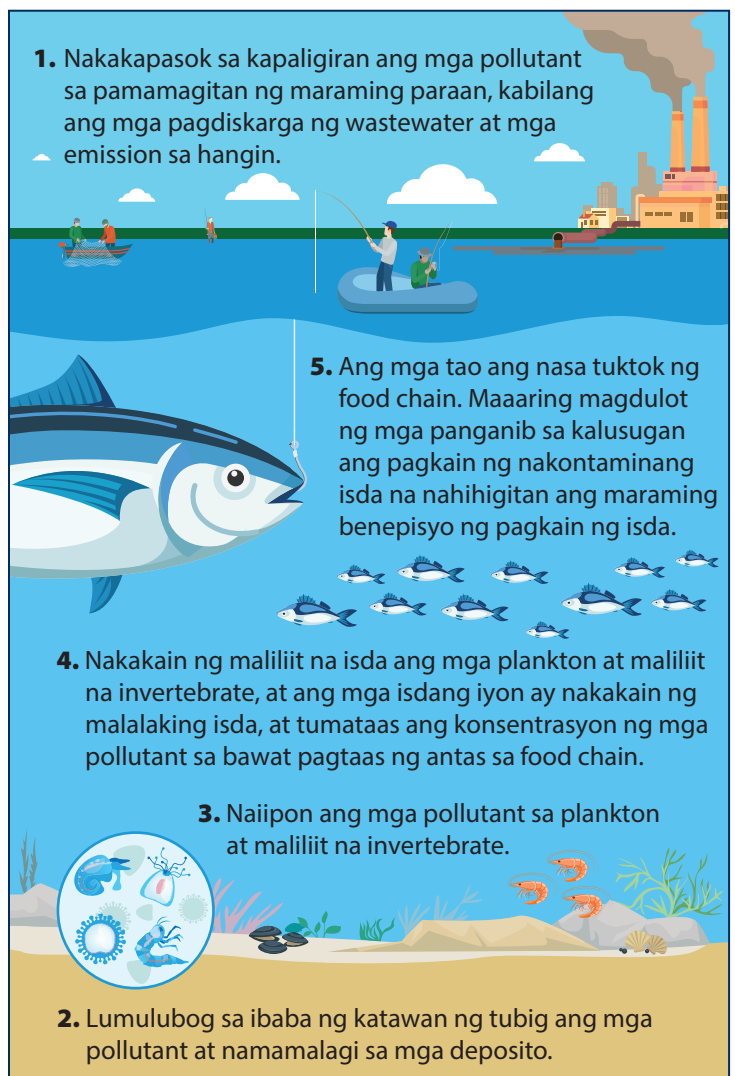 1. Nakakapasok sa kapaligiran ang mga pollutant
sa pamamagitan ng maraming paraan, kabilang
ang mga pagdiskarga ng wastewater at mga
emission sa hangin.
5. Ang mga tao ang nasa tuktok ng
food chain. Maaaring magdulot
ng mga panganib sa kalusugan
ang pagkain ng nakontaminang
isda na nahihigitan ang maraming
benepisyo ng pagkain ng isda.
4. Nakakain ng maliliit na isda ang mga plankton at maliliit
na invertebrate, at ang mga isdang iyon ay nakakain ng
malalaking isda, at tumataas ang konsentrasyon ng mga
pollutant sa bawat pagtaas ng antas sa food chain.
3. Naiipon ang mga pollutant sa plankton
at maliliit na invertebrate.
2. Lumulubog sa ibaba ng katawan ng tubig ang mga
pollutant at namamalagi sa mga deposito.